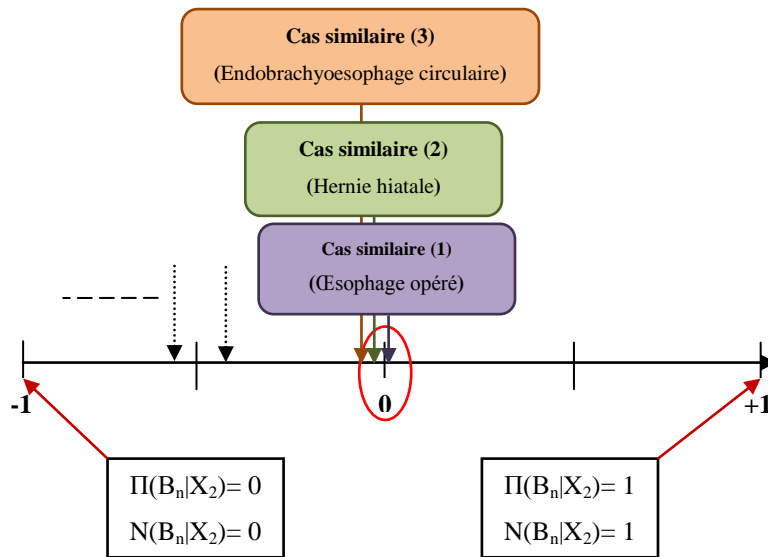 Cas similaire (3)
(Endobrachyoesophage circulaire)
Cas similaire (2)
(Hernie hiatale)
Cas similaire (1)
(Œsophage opéré)
-1
0
+1
Π(Bₙ|X₂)= 0
N(Bₙ|X₂)= 0
Π(Bₙ|X₂)= 1
N(Bₙ|X₂)= 1